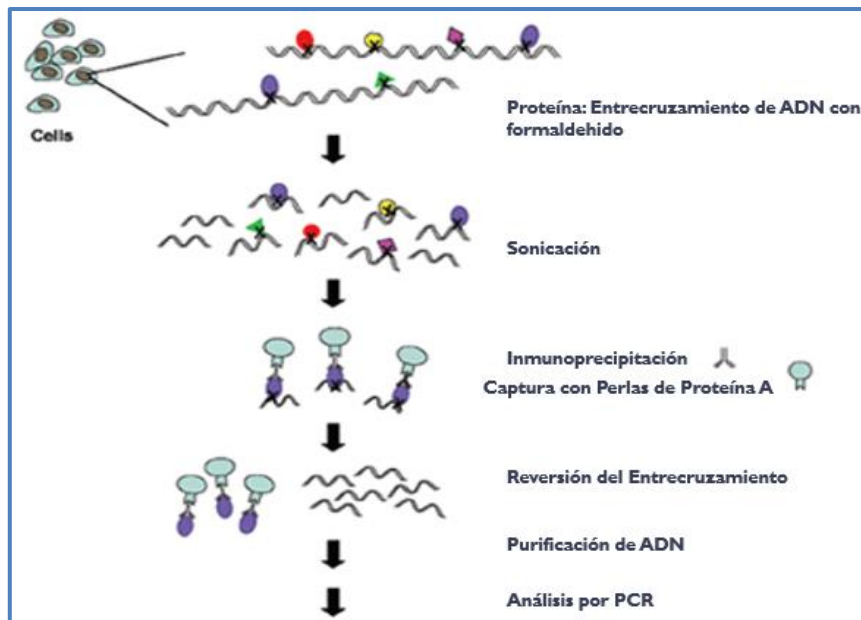 Cells
Proteína: Entrecruzamiento de ADN con
formaldehido
Sonicación
Inmunoprecipitación
Captura con Perlas de Proteína A
Reversión del Entrecruzamiento
Purificación de ADN
Análisis por PCR